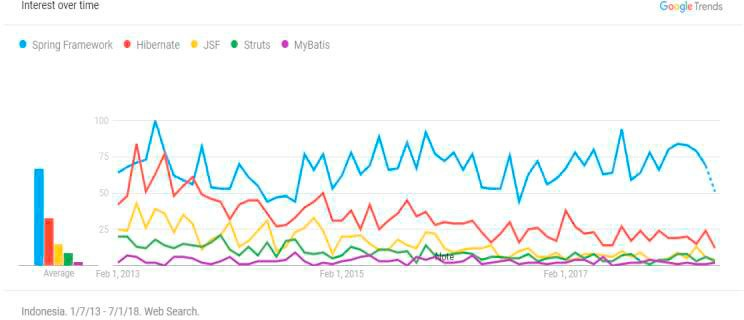 Interest over time
Google Trends
Spring Framework Hibernate JSF Struts MyBatis
100
75
50
25
Note
Average Feb 1, 2013 Feb 1, 2015 Feb 1, 2017
Indonesia. 1/7/13 - 7/1/18. Web Search.